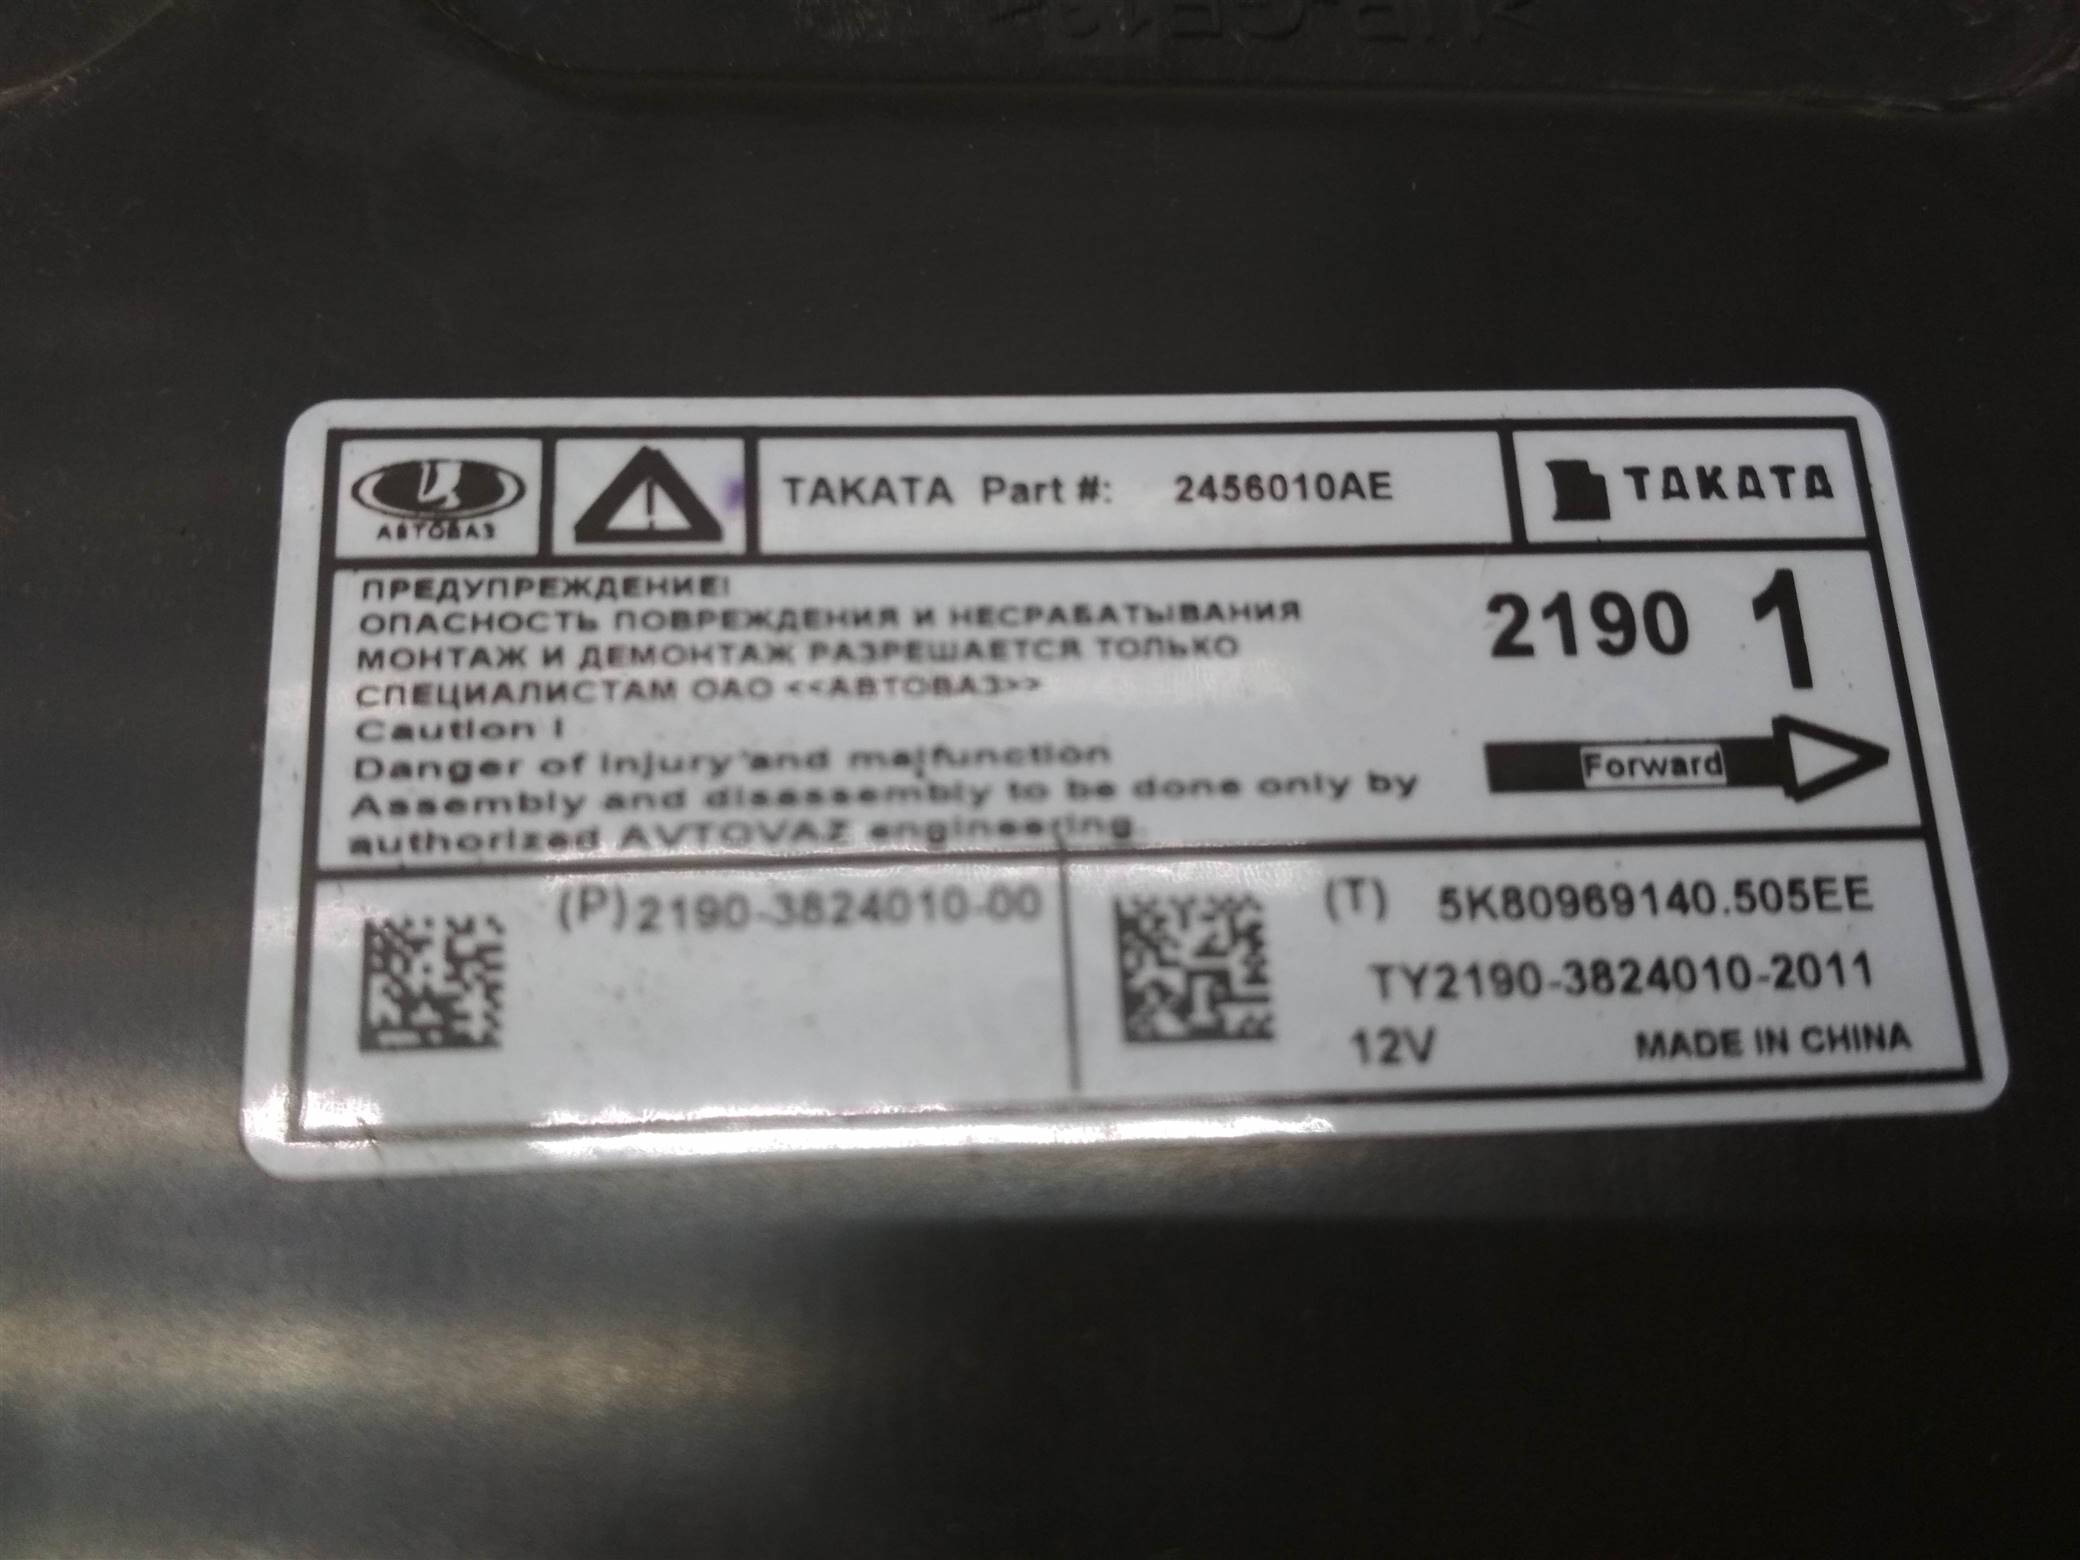 АВТОВАЗ
TAKATA Part #: 2456010AE
TAKATA
ПРЕДУПРЕЖДЕНИЕ!
ОПАСНОСТЬ ПОВРЕЖДЕНИЯ И НЕСРАБАТЫВАНИЯ
МОНТАЖ И ДЕМОНТАЖ РАЗРЕШАЕТСЯ ТОЛЬКО
СПЕЦИАЛИСТАМ ОАО <<АВТОВАЗ>>
Caution !
Danger of injury and malfunction
Assembly and disassembly to be done only by
authorized AVTOVAZ engineering.
2190 1
Forward
(P)2190-3824010-00
(T) 5K80969140.505EE
TY2190-3824010-2011
12V MADE IN CHINA